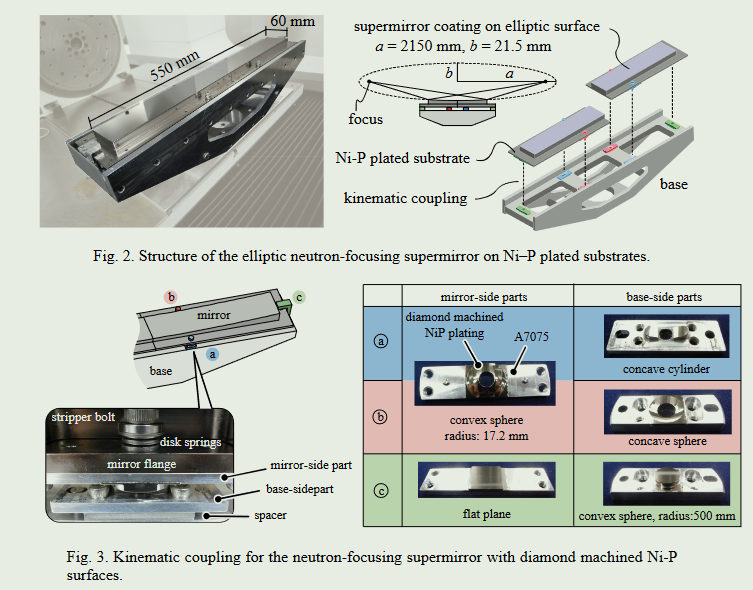 60 mm
550 mm
supermirror coating on elliptic surface
a = 2150 mm, b = 21.5 mm
b
a
focus
Ni-P plated substrate
kinematic coupling
base
Fig. 2. Structure of the elliptic neutron-focusing supermirror on Ni–P plated substrates.
b
c
mirror
a
base
stripper bolt
disk springs
mirror flange
mirror-side part
base-sidepart
spacer
mirror-side parts
base-side parts
a
diamond machined
NiP plating
A7075
concave cylinder
b
convex sphere
radius: 17.2 mm
concave sphere
c
flat plane
convex sphere, radius:500 mm
Fig. 3. Kinematic coupling for the neutron-focusing supermirror with diamond machined Ni-P
surfaces.